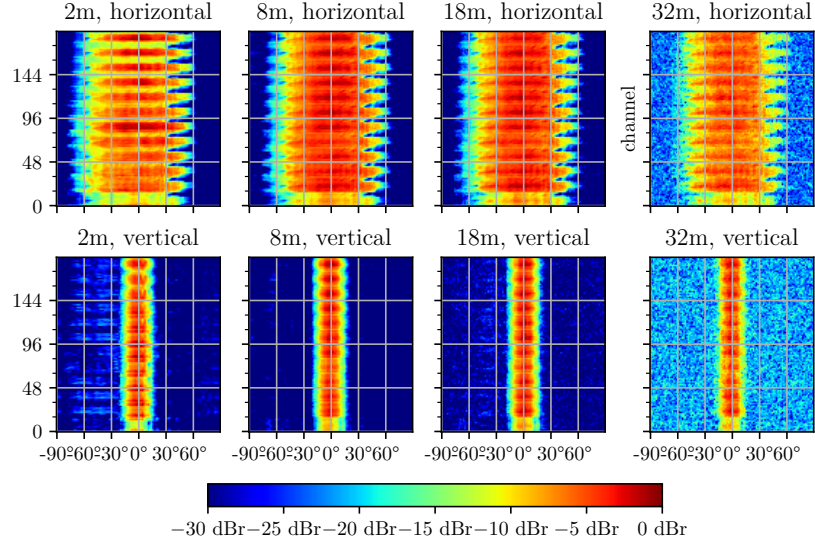 2m, horizontal 8m, horizontal 18m, horizontal 32m, horizontal
144
96
48
0
channel
2m, vertical 8m, vertical 18m, vertical 32m, vertical
144
96
48
0
-90° -60° -30° 0° 30° 60° -90° -60° -30° 0° 30° 60° -90° -60° -30° 0° 30° 60° -90° -60° -30° 0° 30° 60°
−30 dBr −25 dBr −20 dBr −15 dBr −10 dBr −5 dBr 0 dBr